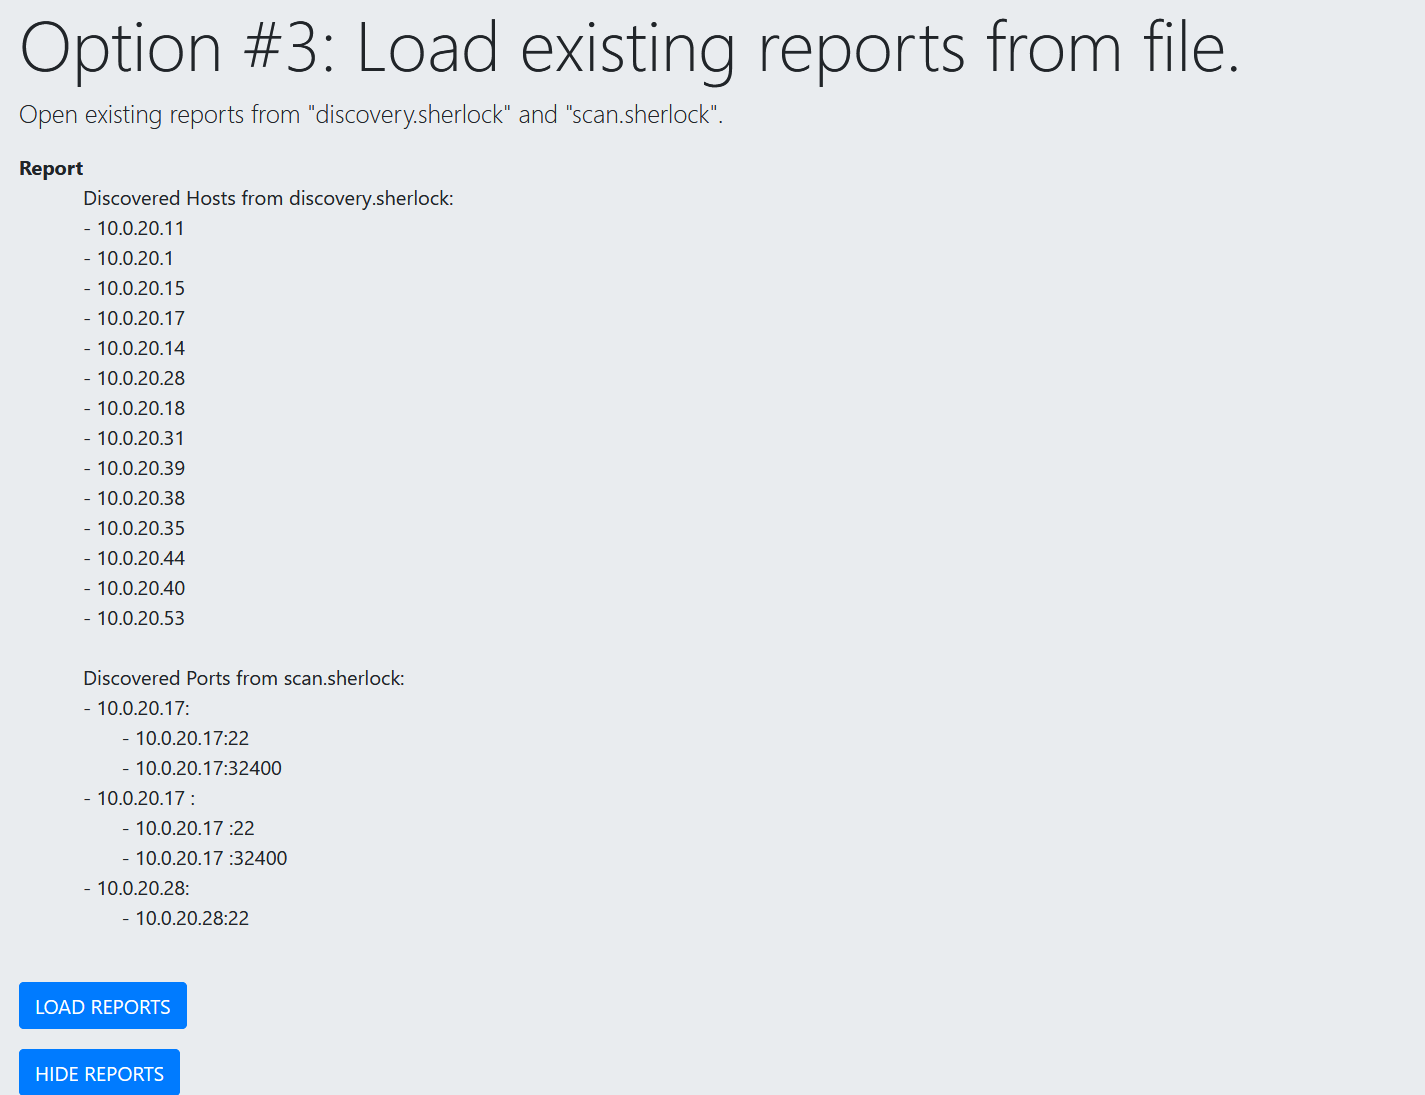 Option #3: Load existing reports from file.
Open existing reports from "discovery.sherlock" and "scan.sherlock".
Report
Discovered Hosts from discovery.sherlock:
- 10.0.20.11
- 10.0.20.1
- 10.0.20.15
- 10.0.20.17
- 10.0.20.14
- 10.0.20.28
- 10.0.20.18
- 10.0.20.31
- 10.0.20.39
- 10.0.20.38
- 10.0.20.35
- 10.0.20.44
- 10.0.20.40
- 10.0.20.53
Discovered Ports from scan.sherlock:
- 10.0.20.17:
- 10.0.20.17:22
- 10.0.20.17:32400
- 10.0.20.17 :
- 10.0.20.17 :22
- 10.0.20.17 :32400
- 10.0.20.28:
- 10.0.20.28:22
LOAD REPORTS
HIDE REPORTS